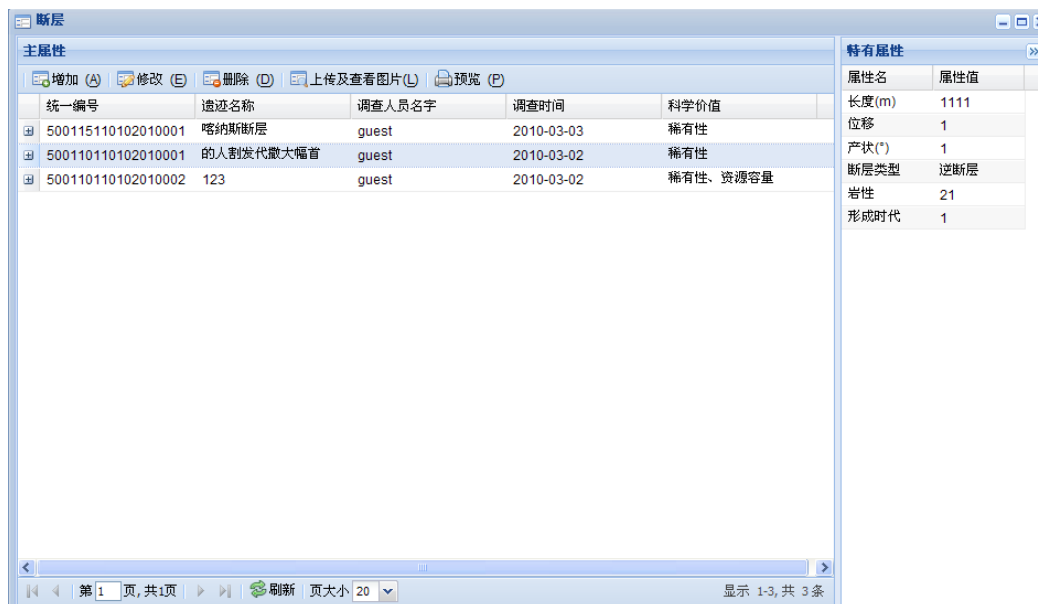 断层
主属性
增加 (A) 修改 (E) 删除 (D) 上传及查看图片(L) 预览 (P)
统一编号 遗迹名称 调查人员名字 调查时间 科学价值
500115110102010001 喀纳斯断层 guest 2010-03-03 稀有性
500110110102010001 的人割发代撒大幅首 guest 2010-03-02 稀有性
500110110102010002 123 guest 2010-03-02 稀有性、资源容量
第 1 页,共1页 刷新 页大小 20 显示 1-3,共 3条
特有属性
属性名 属性值
长度(m) 1111
位移 1
产状(°) 1
断层类型 逆断层
岩性 21
形成时代 1